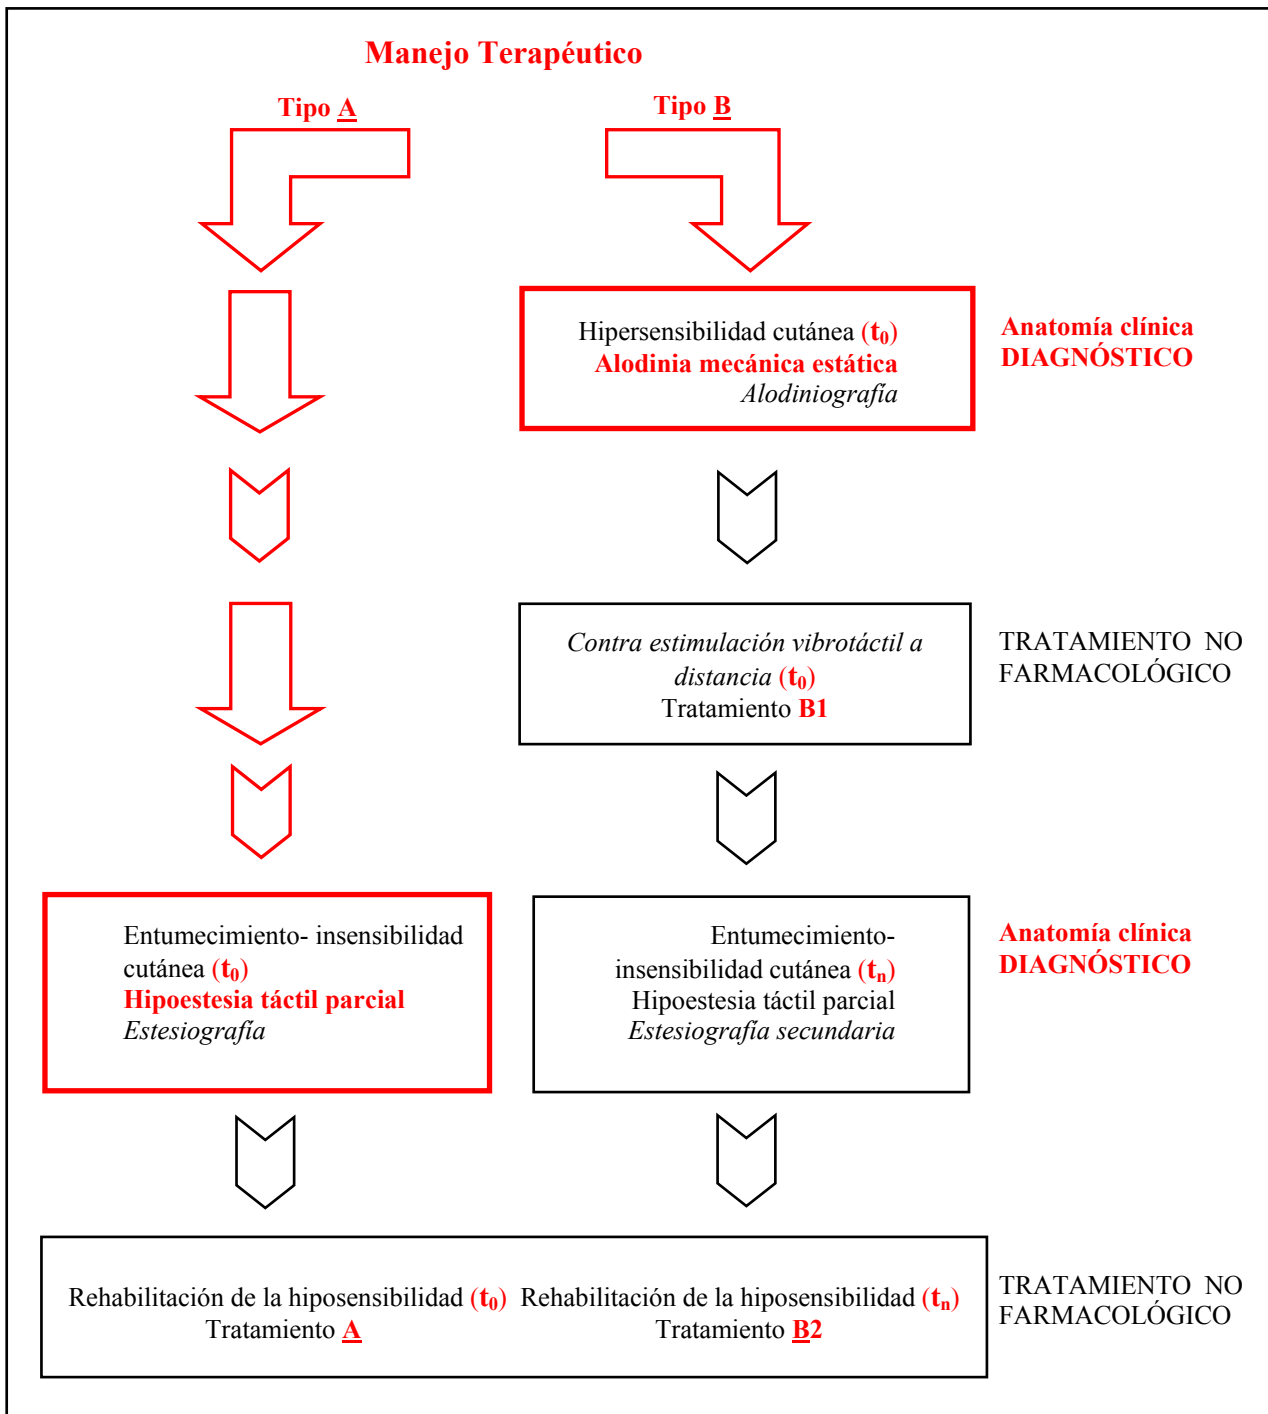 Manejo Terapéutico
Tipo A
Tipo B
Hipersensibilidad cutánea (t0)
Alodinia mecánica estática
Alodiniografía
Anatomía clínica
DIAGNÓSTICO
Contra estimulación vibrotáctil a
distancia (t0)
Tratamiento B1
TRATAMIENTO NO
FARMACOLÓGICO
Entumecimiento- insensibilidad
cutánea (t0)
Hipoestesia táctil parcial
Estesiografía
Entumecimiento-
insensibilidad cutánea (tn)
Hipoestesia táctil parcial
Estesiografía secundaria
Anatomía clínica
DIAGNÓSTICO
Rehabilitación de la hiposensibilidad (t0)
Tratamiento A
Rehabilitación de la hiposensibilidad (tn)
Tratamiento B2
TRATAMIENTO NO
FARMACOLÓGICO